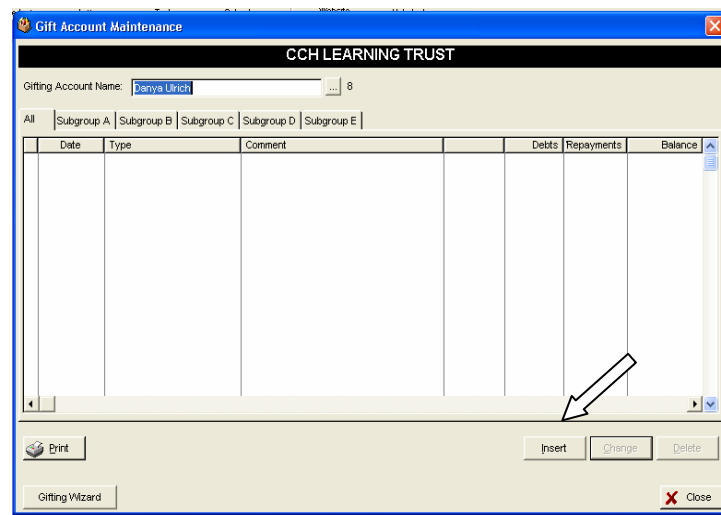 Gift Account Maintenance
CCH LEARNING TRUST
Gifting Account Name: Danya Ulrich ... 8
All Subgroup A Subgroup B Subgroup C Subgroup D Subgroup E
Date Type Comment Debts Repayments Balance
Print Insert Change Delete
Gifting Wizard Close